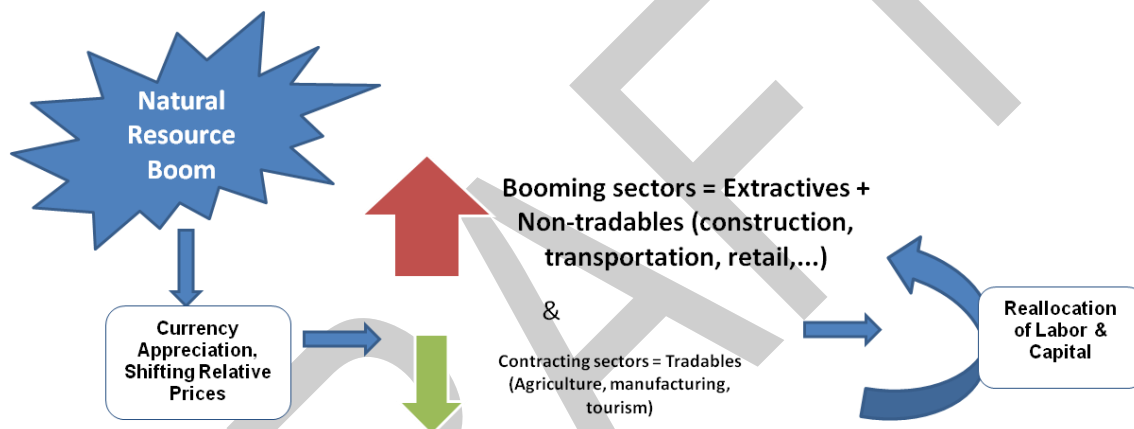 Natural
Resource
Boom
Currency
Appreciation,
Shifting Relative
Prices
Booming sectors = Extractives +
Non-tradables (construction,
transportation, retail,...)
&
Contracting sectors = Tradables
(Agriculture, manufacturing,
tourism)
Reallocation
of Labor &
Capital